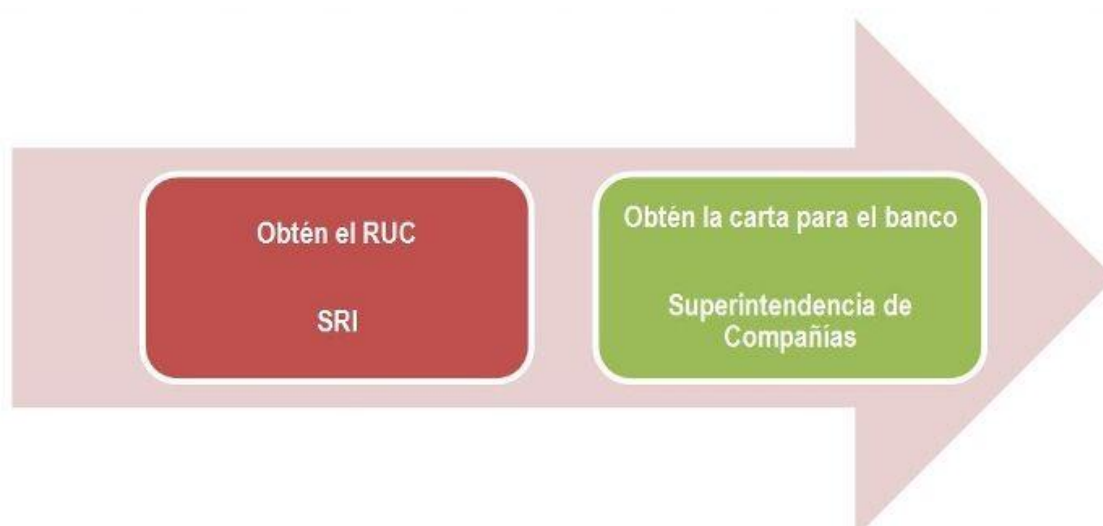 Obtén el RUC
SRI
Obtén la carta para el banco
Superintendencia de
Compañías